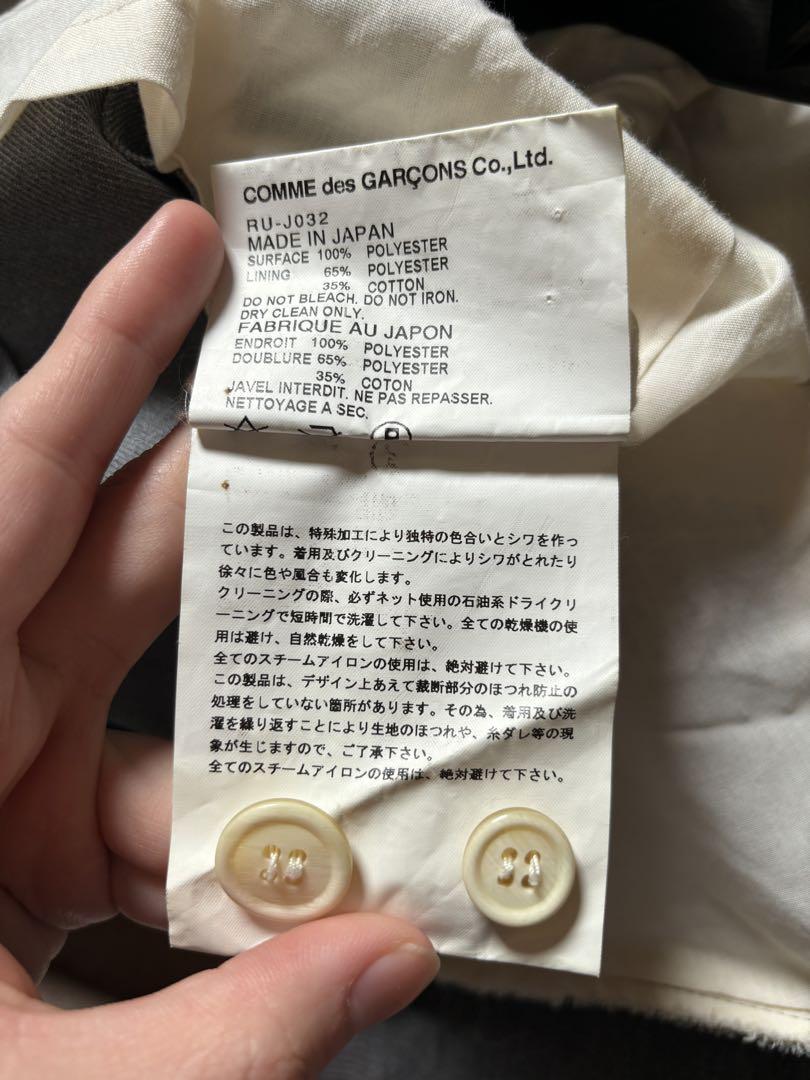 COMME des GARÇONS Co.,Ltd.
RU-J032
MADE IN JAPAN
SURFACE 100% POLYESTER
LINING 65% POLYESTER
35% COTTON
DO NOT BLEACH. DO NOT IRON.
DRY CLEAN ONLY.
FABRIQUE AU JAPON
ENDROIT 100% POLYESTER
DOUBLURE 65% POLYESTER
35% COTON
JAVEL INTERDIT. NE PAS REPASSER.
NETTOYAGE A SEC.
この製品は、特殊加工により独特の色合いとシワを作っ
ています。着用及びクリーニングによりシワがとれたり
徐々に色や風合も変化します。
クリーニングの際、必ずネット使用の石油系ドライクリ
ーニングで短時間で洗濯して下さい。全ての乾燥機の使
用は避け、自然乾燥をして下さい。
全てのスチームアイロンの使用は、絶対避けて下さい。
この製品は、デザイン上あえて裁断部分のほつれ防止の
処理をしていない箇所があります。その為、着用及び洗
濯を繰り返すことにより生地のほつれや、糸ダレ等の現
象が生じますので、ご了承下さい。
全てのスチームアイロンの使用は、絶対避けて下さい。